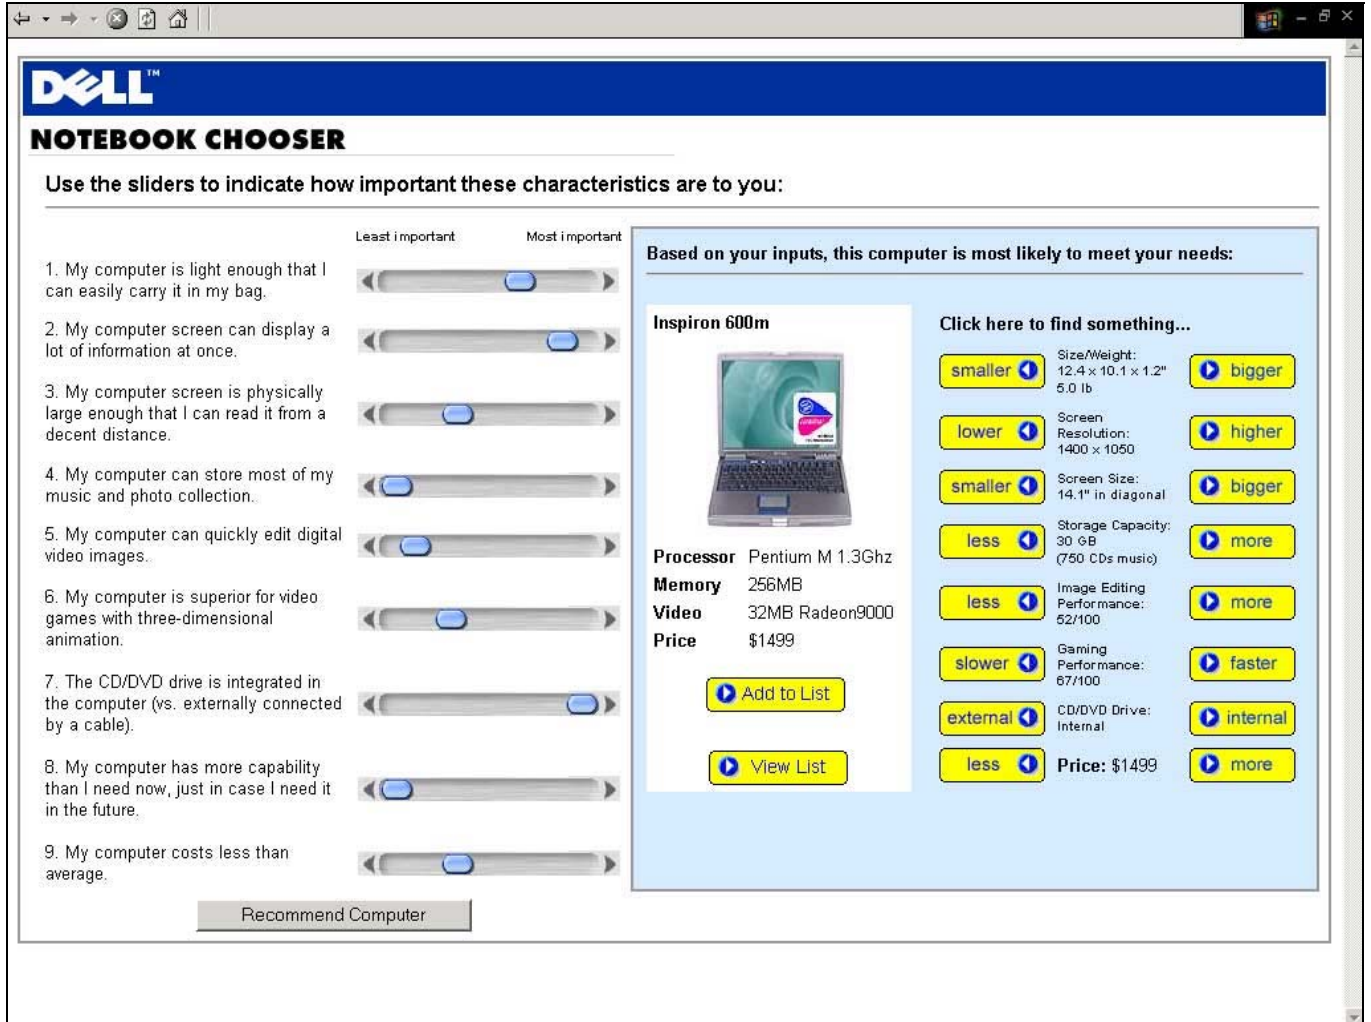 DELL™
NOTEBOOK CHOOSER
Use the sliders to indicate how important these characteristics are to you:
Least important Most important
1. My computer is light enough that I
can easily carry it in my bag.
2. My computer screen can display a
lot of information at once.
3. My computer screen is physically
large enough that I can read it from a
decent distance.
4. My computer can store most of my
music and photo collection.
5. My computer can quickly edit digital
video images.
6. My computer is superior for video
games with three-dimensional
animation.
7. The CD/DVD drive is integrated in
the computer (vs. externally connected
by a cable).
8. My computer has more capability
than I need now, just in case I need it
in the future.
9. My computer costs less than
average.
Recommend Computer
Based on your inputs, this computer is most likely to meet your needs:
Inspiron 600m
Processor Pentium M 1.3Ghz
Memory 256MB
Video 32MB Radeon9000
Price $1499
Add to List
View List
Click here to find something...
smaller
Size/Weight:
12.4 x 10.1 x 1.2"
5.0 lb
bigger
lower
Screen
Resolution:
1400 x 1050
higher
smaller
Screen Size:
14.1" in diagonal
bigger
less
Storage Capacity:
30 GB
(750 CDs music)
more
less
Image Editing
Performance:
52/100
more
slower
Gaming
Performance:
67/100
faster
external
CD/DVD Drive:
Internal
internal
less
Price: $1499
more